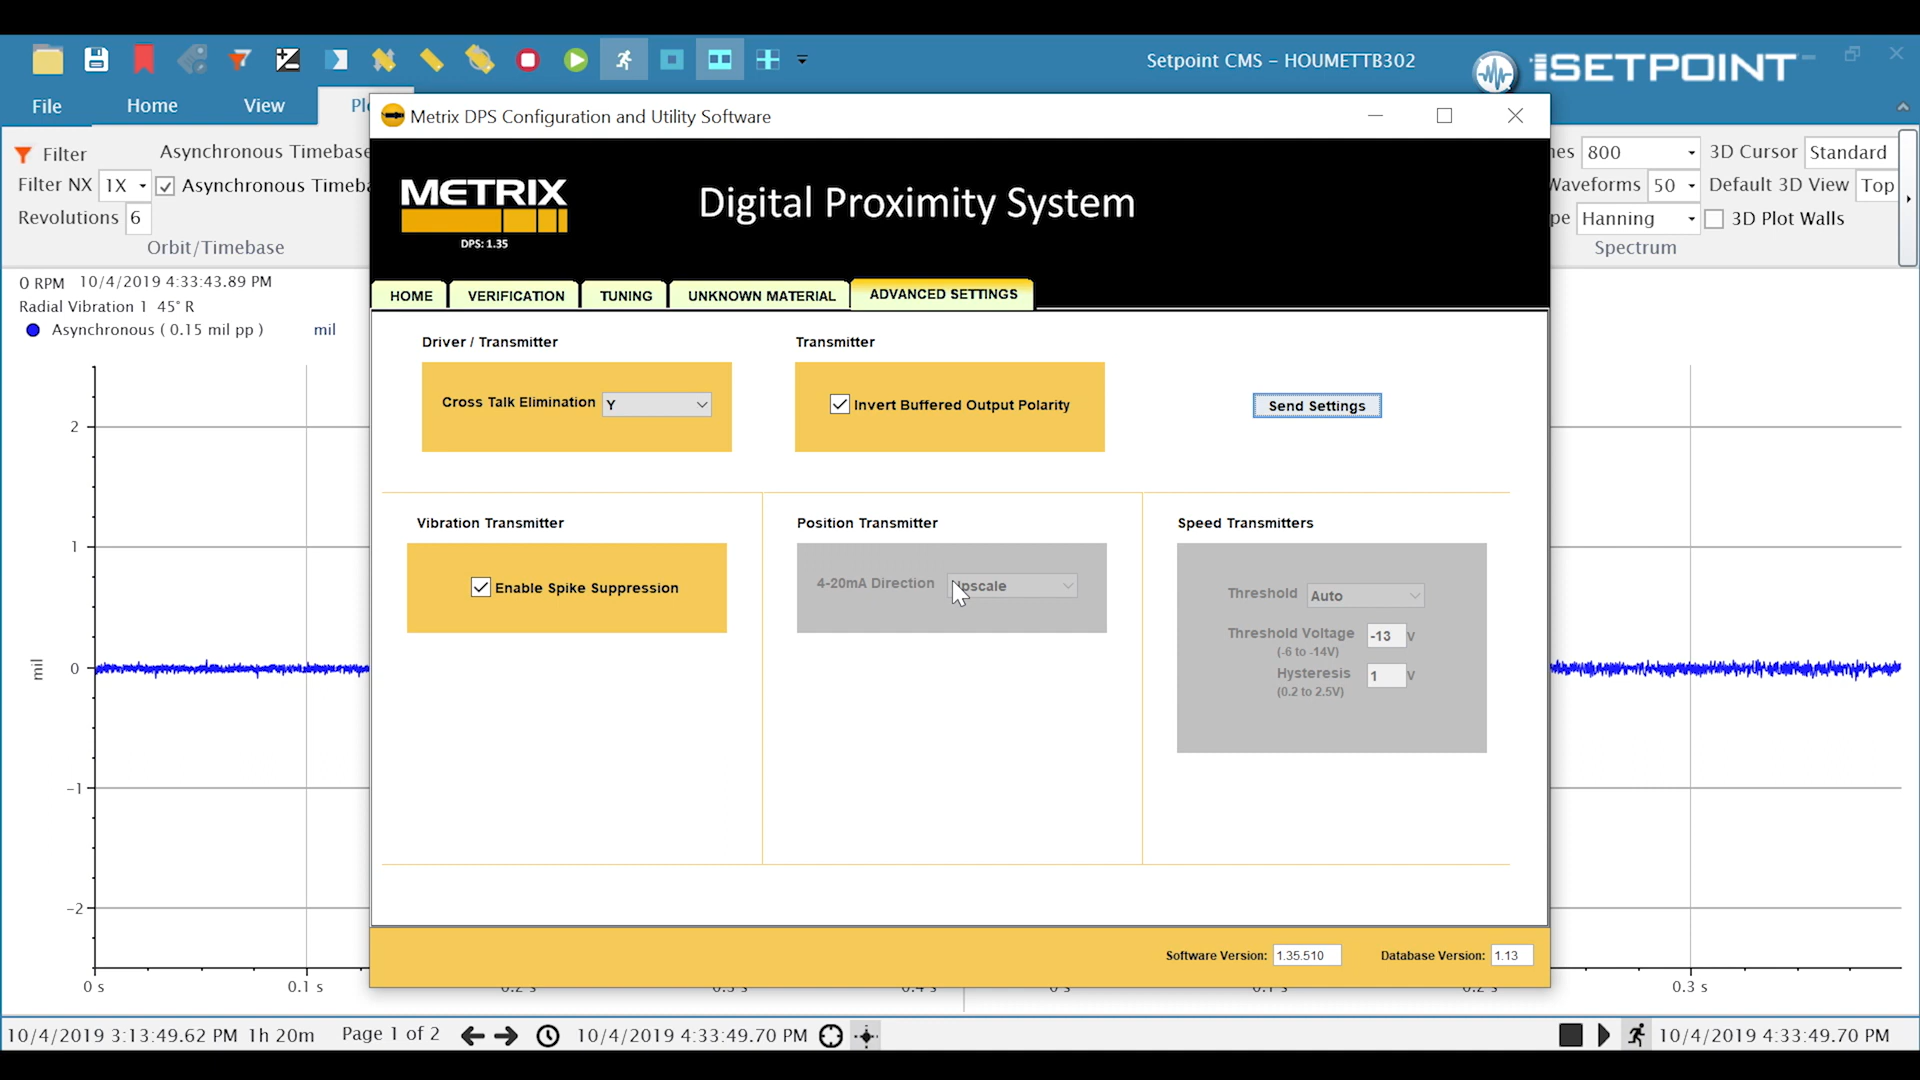 Setpoint CMS - HOUMETTB302
SETPOINT
File
Home
View
Metrix DPS Configuration and Utility Software
Filter
Asynchronous Timebase
Filter NX 1X
Asynchronous Timeba
Revolutions 6
Orbit/Timebase
800
3D Cursor Standard
Waveforms 50
Default 3D View Top
Hanning
3D Plot Walls
Spectrum
METRIX
DPS: 1.35
Digital Proximity System
HOME
VERIFICATION
TUNING
UNKNOWN MATERIAL
ADVANCED SETTINGS
0 RPM 10/4/2019 4:33:43.89 PM
Radial Vibration 1 45° R
Asynchronous ( 0.15 mil pp ) mil
Driver / Transmitter
Cross Talk Elimination Y
Transmitter
Invert Buffered Output Polarity
Send Settings
Vibration Transmitter
Enable Spike Suppression
Position Transmitter
4-20mA Direction Upscale
Speed Transmitters
Threshold Auto
Threshold Voltage -13 V
(-6 to -14V)
Hysteresis 1 V
(0.2 to 2.5V)
2
1
mil
0
-1
-2
Software Version: 1.35.510
Database Version: 1.13
0 s
0.1 s
0.3 s
10/4/2019 3:13:49.62 PM 1h 20m
Page 1 of 2
10/4/2019 4:33:49.70 PM
10/4/2019 4:33:49.70 PM